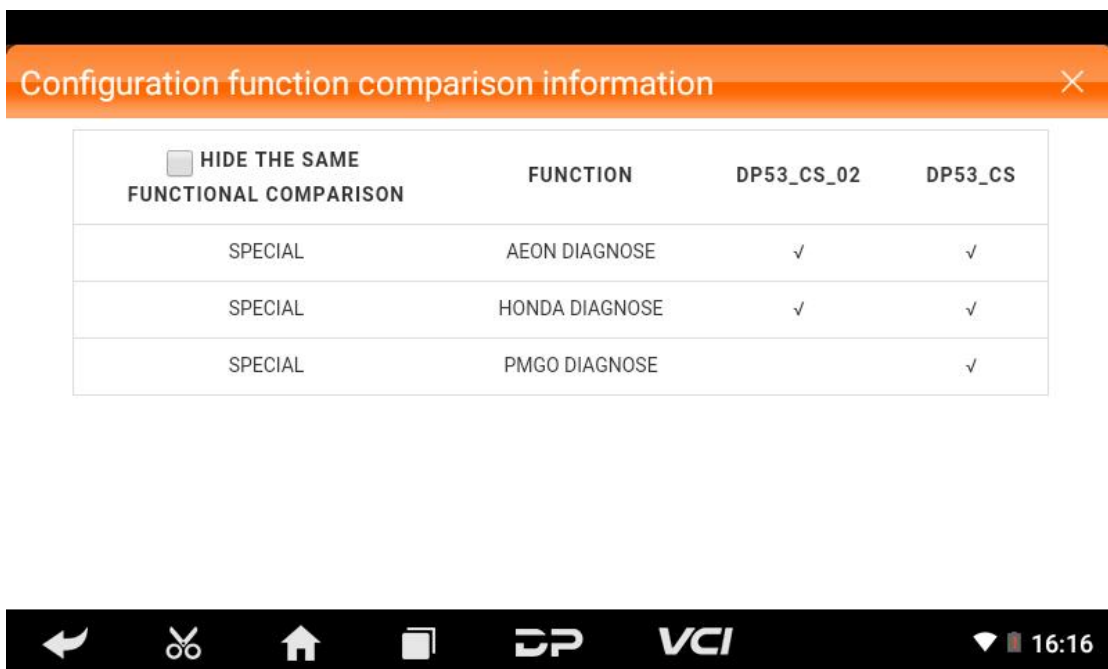 Configuration function comparison information
HIDE THE SAME
FUNCTIONAL COMPARISON
FUNCTION
DP53_CS_02
DP53_CS
SPECIAL AEON DIAGNOSE √ √
SPECIAL HONDA DIAGNOSE √ √
SPECIAL PMGO DIAGNOSE √
DP VCI 16:16